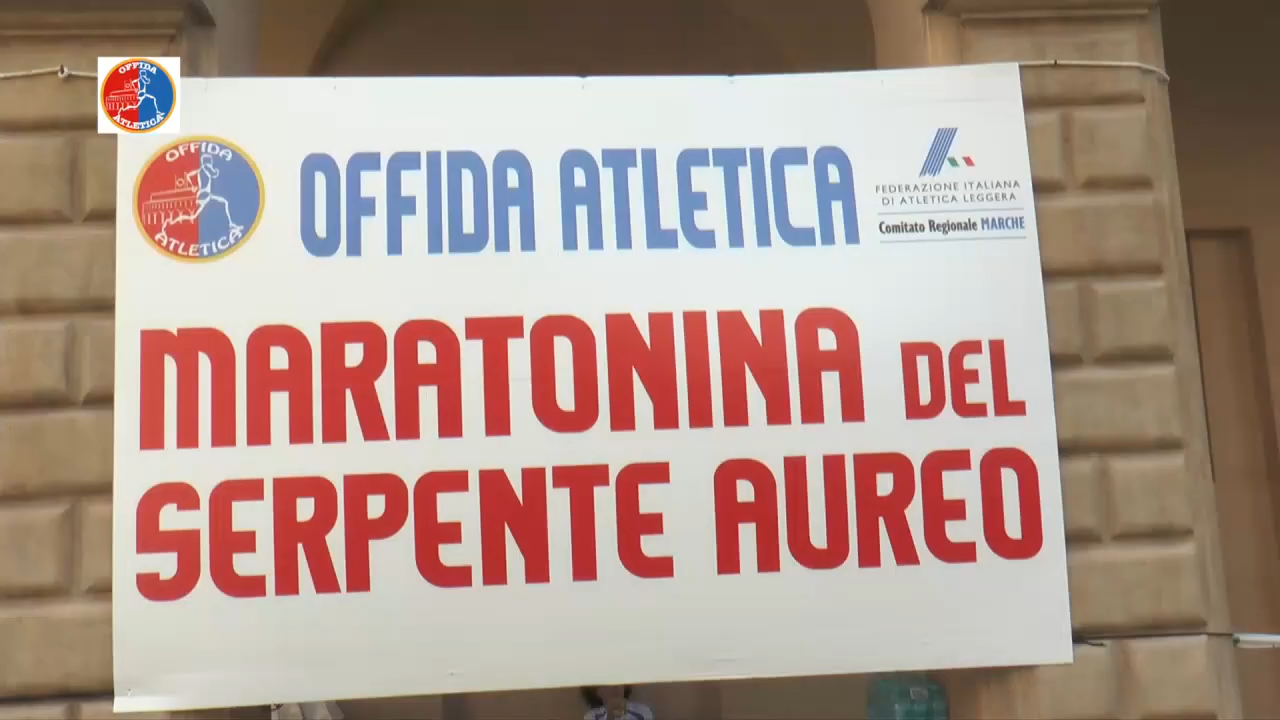 OFFIDA
ATLETICA
OFFIDA
ATLETICA
OFFIDA ATLETICA
FEDERAZIONE ITALIANA
DI ATLETICA LEGGERA
Comitato Regionale MARCHE
MARATONINA DEL
SERPENTE AUREO